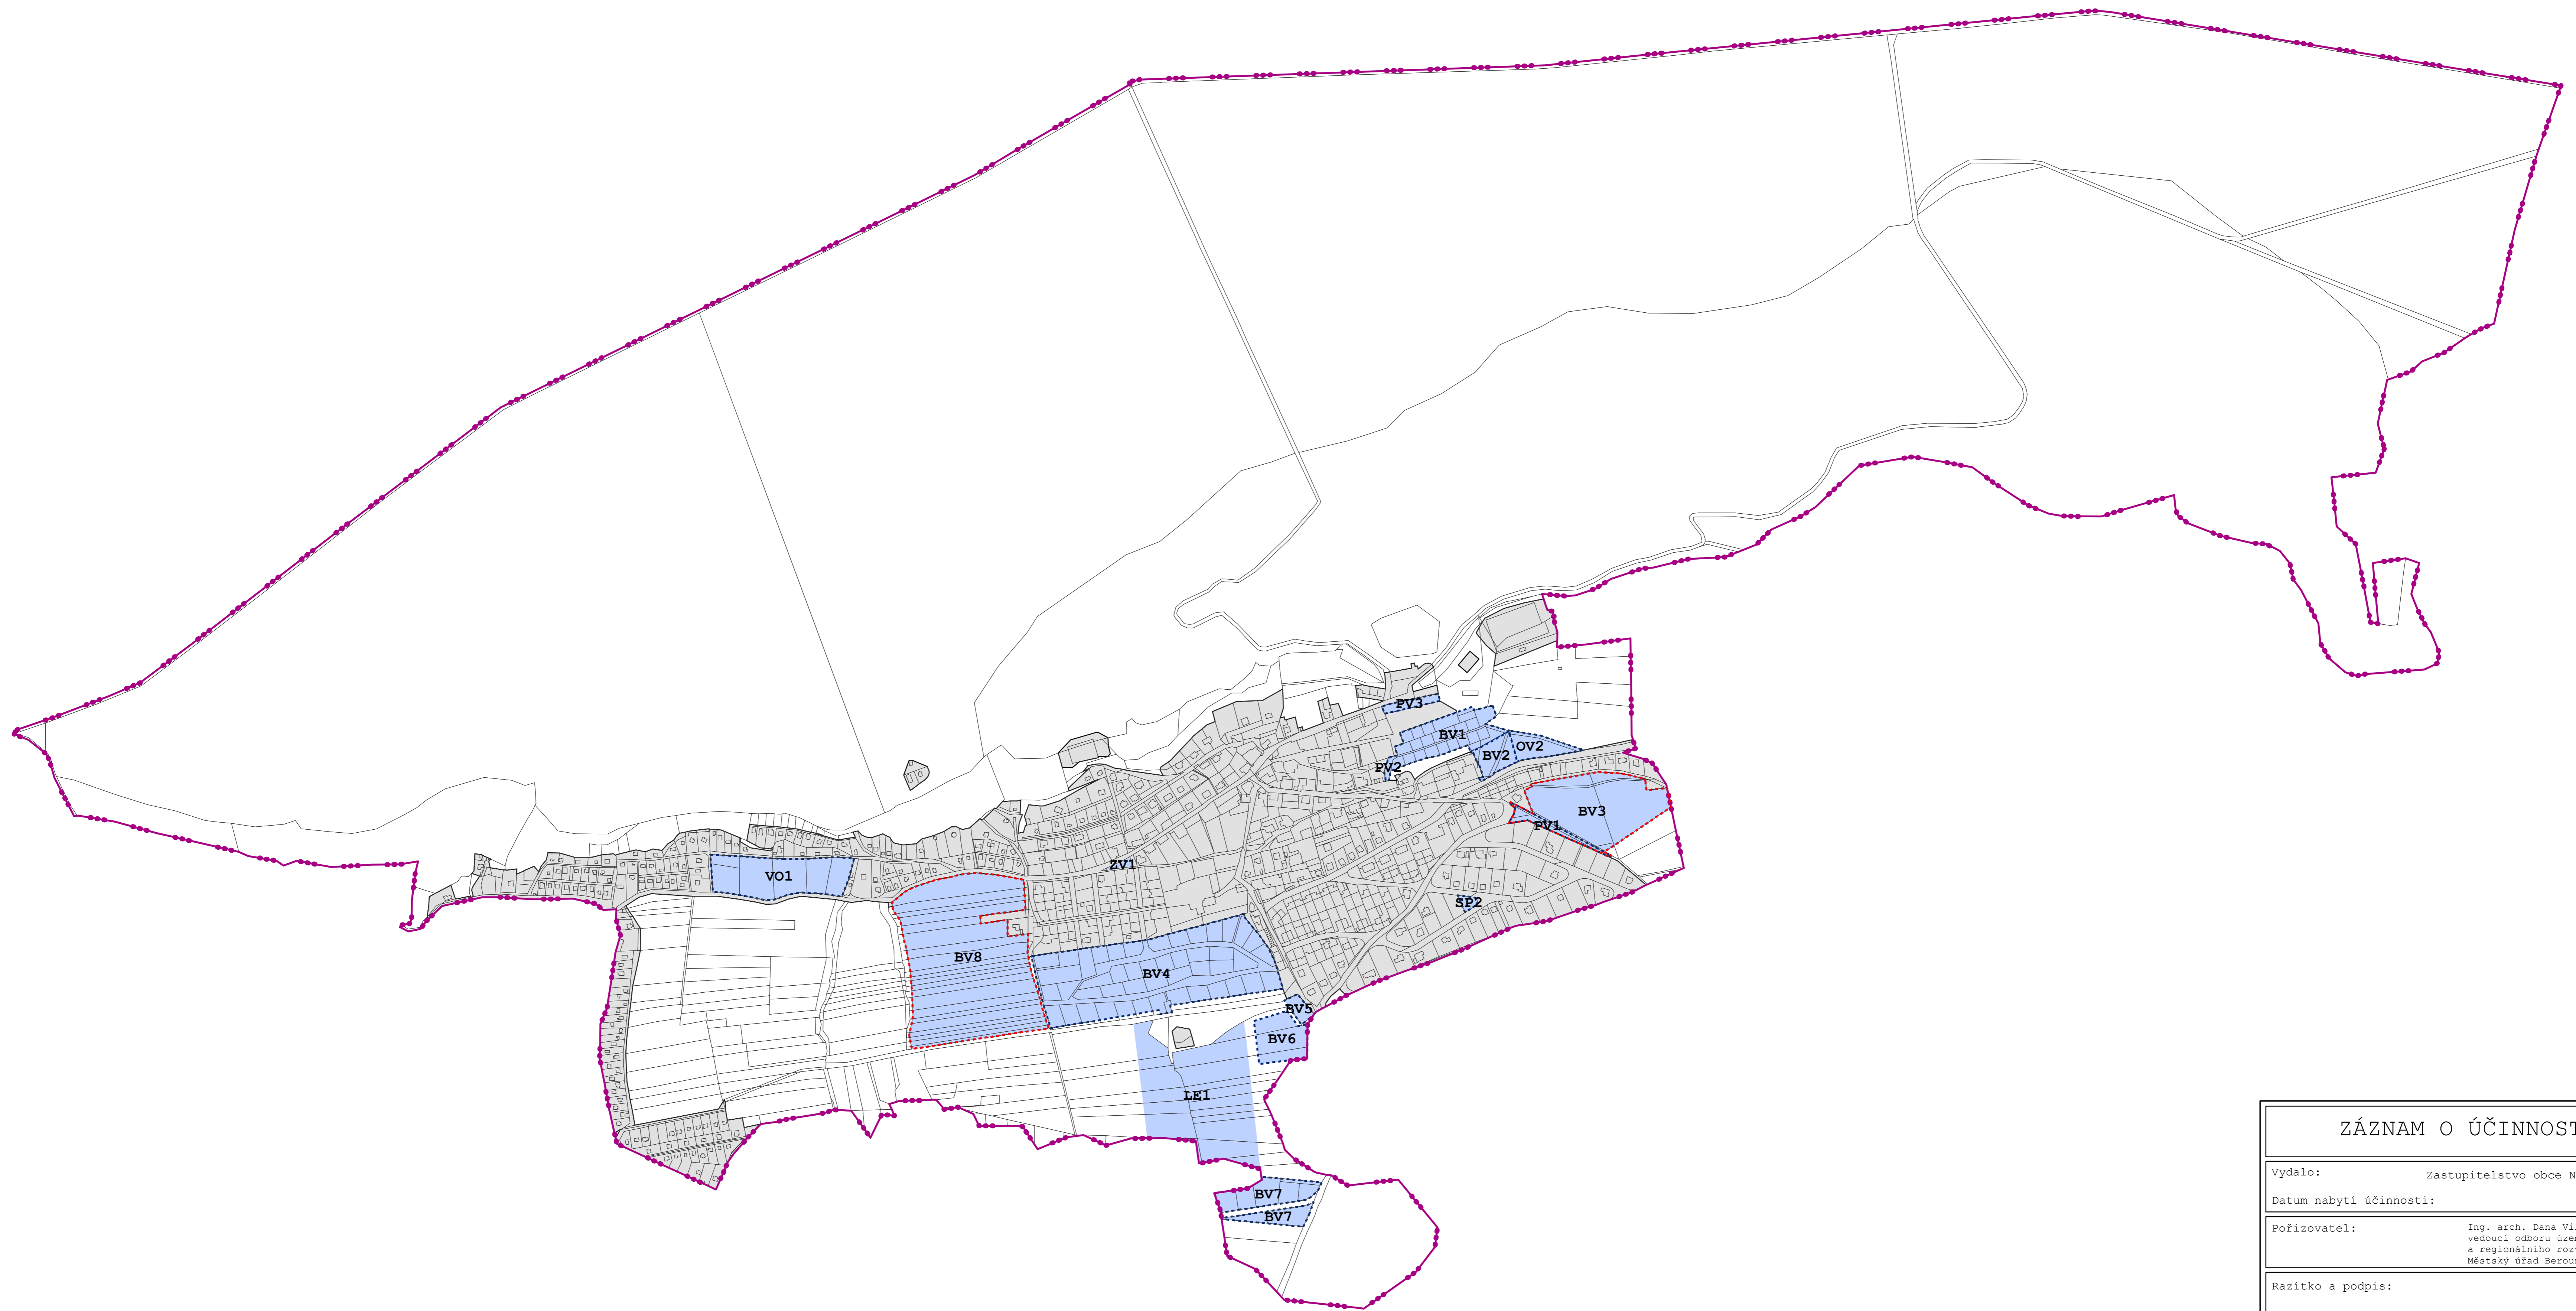 PV3
BV1
OV2
BV2
PV2
BV3
PV1
ZV1
VO1
SP2
BV8
BV4
BV5
BV6
LE1
BV7
BV7
ZÁZNAM O ÚČINNOST
Vydalo: Zastupitelstvo obce N
Datum nabytí účinnosti:
Pořizovatel: Ing. arch. Dana Vi
vedoucí odboru územ
a regionálního roz
Městský úřad Beroun
Razítko a podpis: